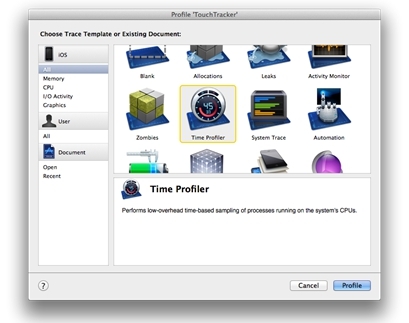 Profile 'TouchTracker'
Choose Trace Template or Existing Document:
iOS
All
Memory
CPU
I/O Activity
Graphics
User
All
Document
Open
Recent
Blank
Allocations
Leaks
Activity Monitor
Zombies
Time Profiler
System Trace
Automation
Time Profiler
Performs low-overhead time-based sampling of processes running on the system's CPUs.
?
Cancel
Profile